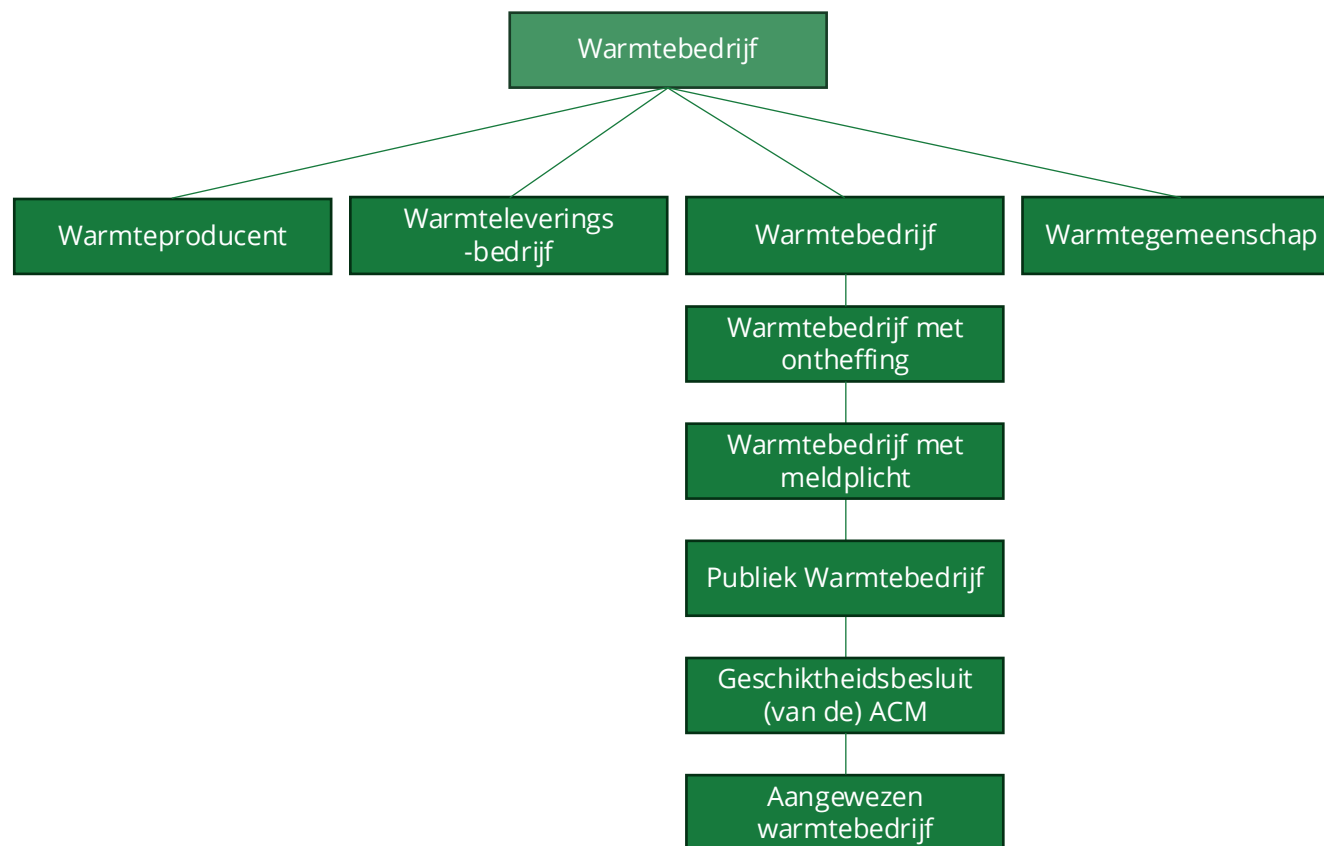 Warmtebedrijf
Warmteproducent
Warmteleverings
-bedrijf
Warmtebedrijf
Warmtegemeenschap
Warmtebedrijf met
ontheffing
Warmtebedrijf met
meldplicht
Publiek Warmtebedrijf
Geschiktheidsbesluit
(van de) ACM
Aangewezen
warmtebedrijf